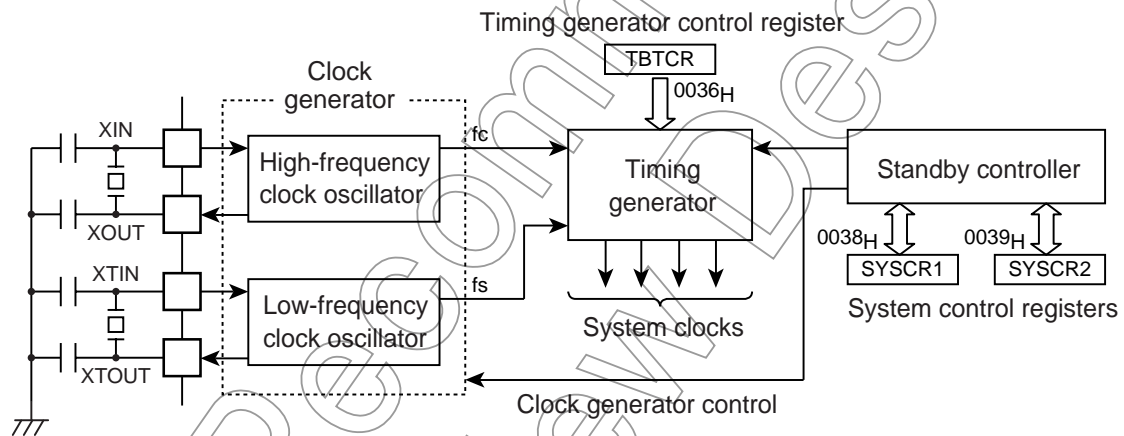 Timing generator control register
TBTCR
0036H
Clock
generator
XIN
High-frequency
clock oscillator
fc
Timing
generator
Standby controller
XOUT
XTIN
Low-frequency
clock oscillator
fs
0038H
0039H
SYSCR1
SYSCR2
System control registers
System clocks
XTOUT
Clock generator control